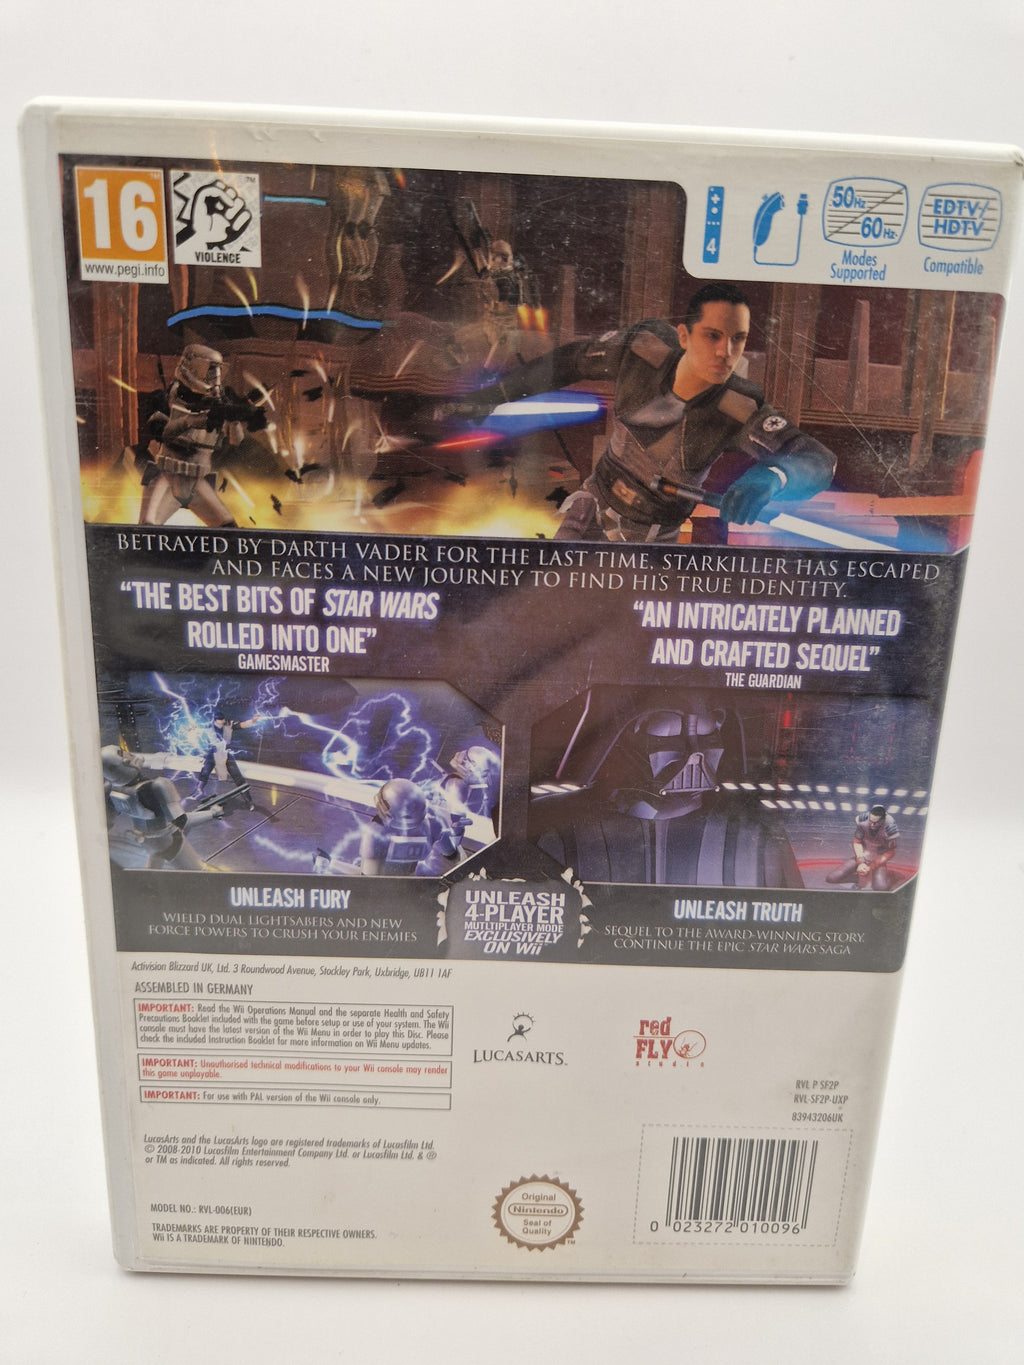 16
www.pegi.info
VIOLENCE
™
4
50Hz
60Hz
Modes
Supported
EDTV/
HDTV
Compatible
BETRAYED BY DARTH VADER FOR THE LAST TIME, STARKILLER HAS ESCAPED
AND FACES A NEW JOURNEY TO FIND HIS TRUE IDENTITY.
“THE BEST BITS OF STAR WARS
ROLLED INTO ONE”
GAMESMASTER
“AN INTRICATELY PLANNED
AND CRAFTED SEQUEL”
THE GUARDIAN
UNLEASH FURY
WIELD DUAL LIGHTSABERS AND NEW
FORCE POWERS TO CRUSH YOUR ENEMIES
UNLEASH
4-PLAYER
MUTLTIPLAYER MODE
EXCLUSIVELY
ON Wii
UNLEASH TRUTH
SEQUEL TO THE AWARD-WINNING STORY.
CONTINUE THE EPIC STAR WARS SAGA
Activision Blizzard UK, Ltd. 3 Roundwood Avenue, Stockley Park, Uxbridge, UB11 1AF
ASSEMBLED IN GERMANY
IMPORTANT: Read the Wii Operations Manual and the separate Health and Safety
Precautions Booklet included with the game before setup or use of your system. The Wii
console must have the latest version of the Wii Menu in order to play this Disc. Please
check the included Instruction Booklet for more information on Wii Menu updates.
IMPORTANT: Unauthorised technical modifications to your Wii console may render
this game unplayable.
IMPORTANT: For use with PAL version of the Wii console only.
LUCASARTS™
red
FLY
studio
RVL P SF2P
RVL-SF2P-UXP
83943206UK
LucasArts and the LucasArts logo are registered trademarks of Lucasfilm Ltd.
© 2008-2010 Lucasfilm Entertainment Company Ltd. or Lucasfilm Ltd. & ®
or TM as indicated. All rights reserved.
MODEL NO.: RVL-006(EUR)
TRADEMARKS ARE PROPERTY OF THEIR RESPECTIVE OWNERS.
Wii IS A TRADEMARK OF NINTENDO.
Original
Nintendo
Seal of
Quality
™
0 023272 010096